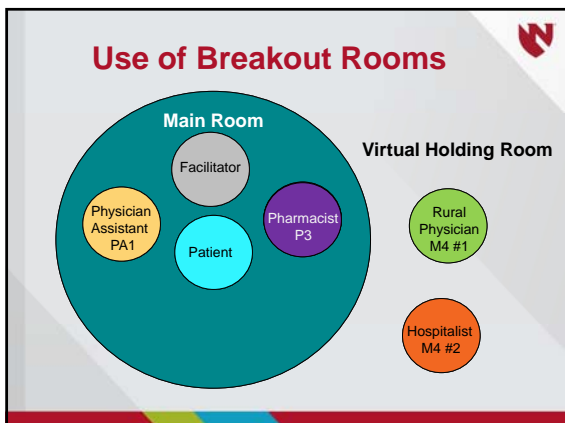 Use of Breakout Rooms
Main Room
Facilitator
Physician
Assistant
PA1
Patient
Pharmacist
P3
Virtual Holding Room
Rural
Physician
M4 #1
Hospitalist
M4 #2